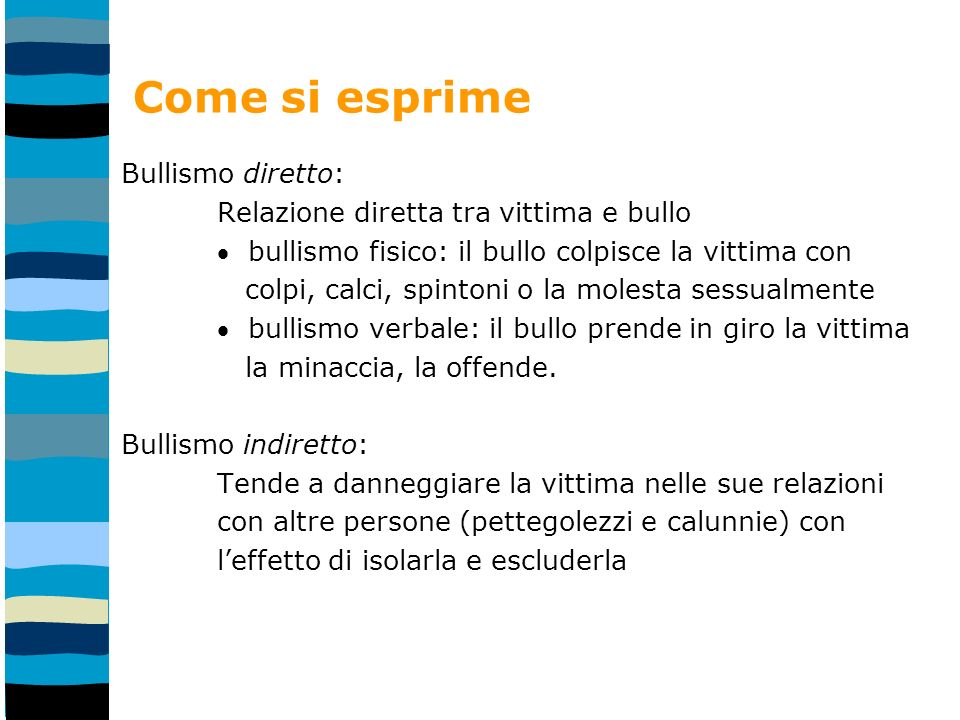 Come si esprime
Bullismo diretto:
Relazione diretta tra vittima e bullo
• bullismo fisico: il bullo colpisce la vittima con
colpi, calci, spintoni o la molesta sessualmente
• bullismo verbale: il bullo prende in giro la vittima
la minaccia, la offende.
Bullismo indiretto:
Tende a danneggiare la vittima nelle sue relazioni
con altre persone (pettegolezzi e calunnie) con
l’effetto di isolarla e escluderla